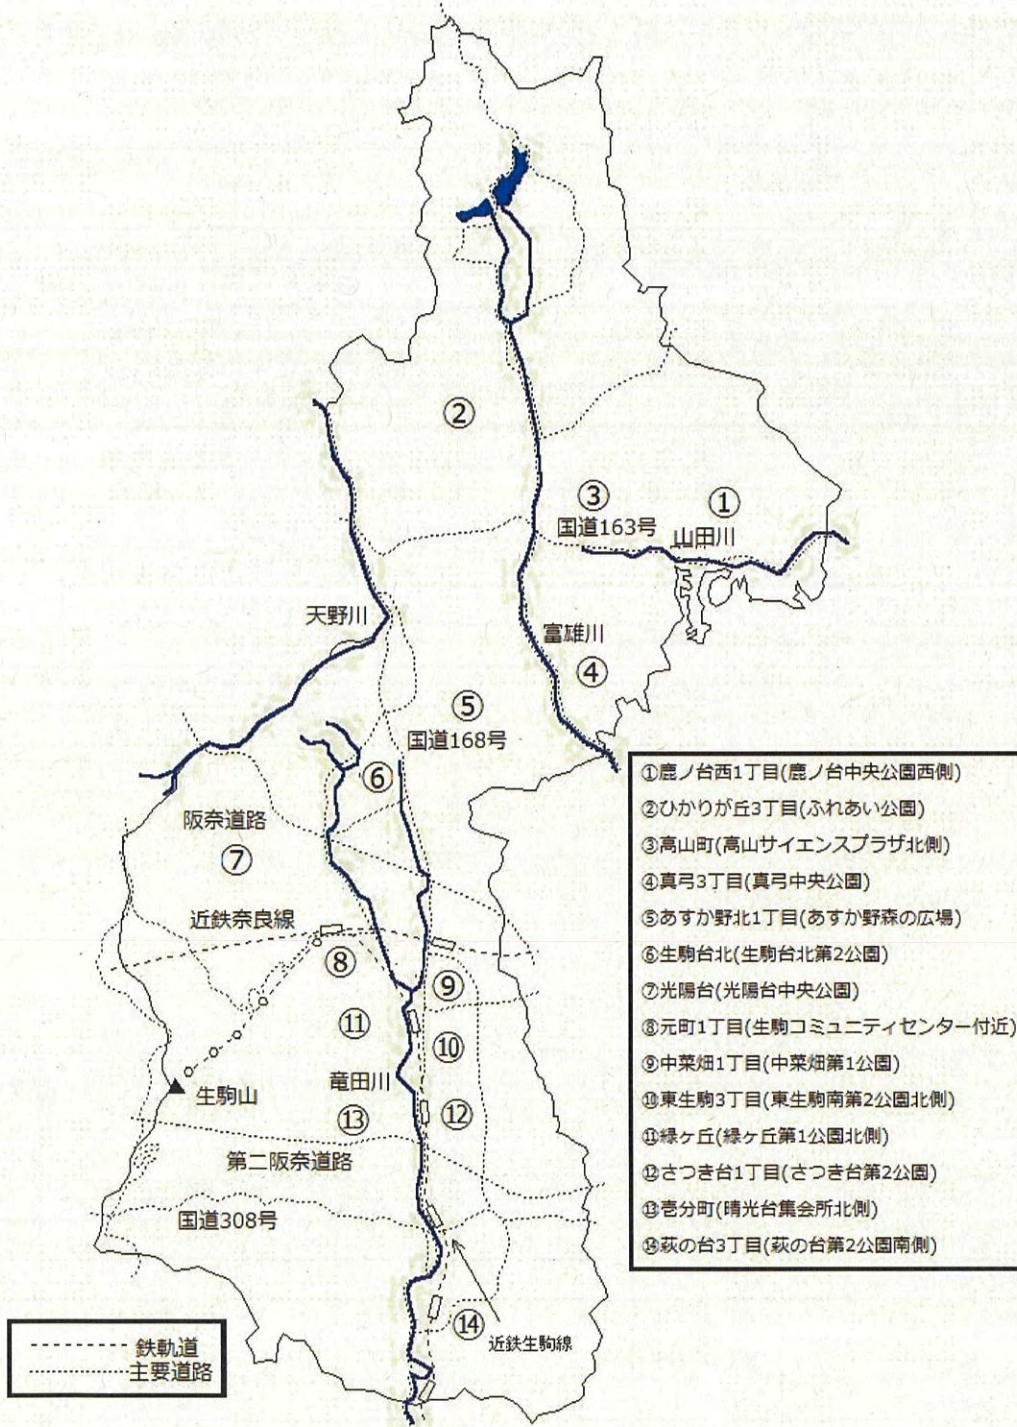 ②
③
①
国道163号
山田川
天野川
富雄川
④
⑤
国道168号
⑥
阪奈道路
⑦
近鉄奈良線
⑧
⑨
⑪
⑩
竜田川
生駒山
⑬
⑫
第二阪奈道路
国道308号
⑭
近鉄生駒線
①鹿ノ台西1丁目(鹿ノ台中央公園西側)
②ひかりが丘3丁目(ふれあい公園)
③高山町(高山サイエンスプラザ北側)
④真弓3丁目(真弓中央公園)
⑤あすか野北1丁目(あすか野森の広場)
⑥生駒台北(生駒台北第2公園)
⑦光陽台(光陽台中央公園)
⑧元町1丁目(生駒コミュニティセンター付近)
⑨中菜畑1丁目(中菜畑第1公園)
⑩東生駒3丁目(東生駒南第2公園北側)
⑪緑ヶ丘(緑ヶ丘第1公園北側)
⑫さつき台1丁目(さつき台第2公園)
⑬壱分町(晴光台集会所北側)
⑭萩の台3丁目(萩の台第2公園南側)
鉄軌道
主要道路